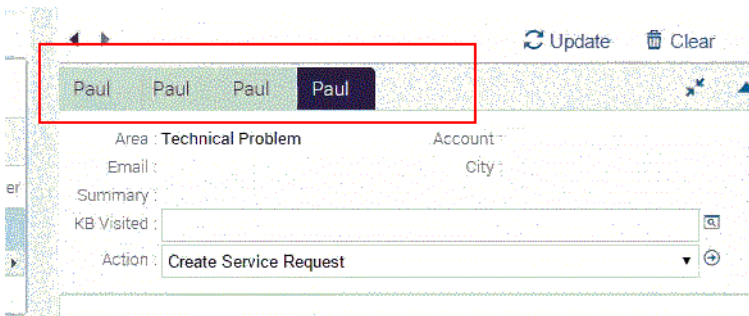 Update Clear
Paul Paul Paul Paul
Area : Technical Problem Account :
Email : City :
er
Summary :
KB Visited :
Action : Create Service Request